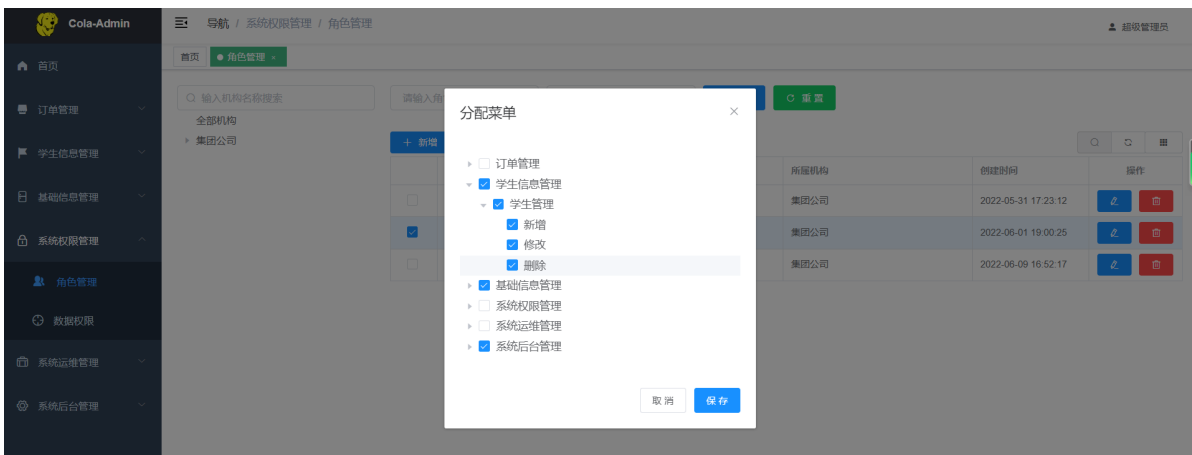 Cola-Admin
导航 / 系统权限管理 / 角色管理
超级管理员
首页
角色管理 ×
首页
订单管理
学生信息管理
基础信息管理
系统权限管理
角色管理
数据权限
系统运维管理
系统后台管理
输入机构名称搜索
全部机构
集团公司
请输入角
重置
+ 新增
所属机构 创建时间 操作
集团公司 2022-05-31 17:23:12
集团公司 2022-06-01 19:00:25
集团公司 2022-06-09 16:52:17
分配菜单
订单管理
学生信息管理
学生管理
新增
修改
删除
基础信息管理
系统权限管理
系统运维管理
系统后台管理
取消 保存